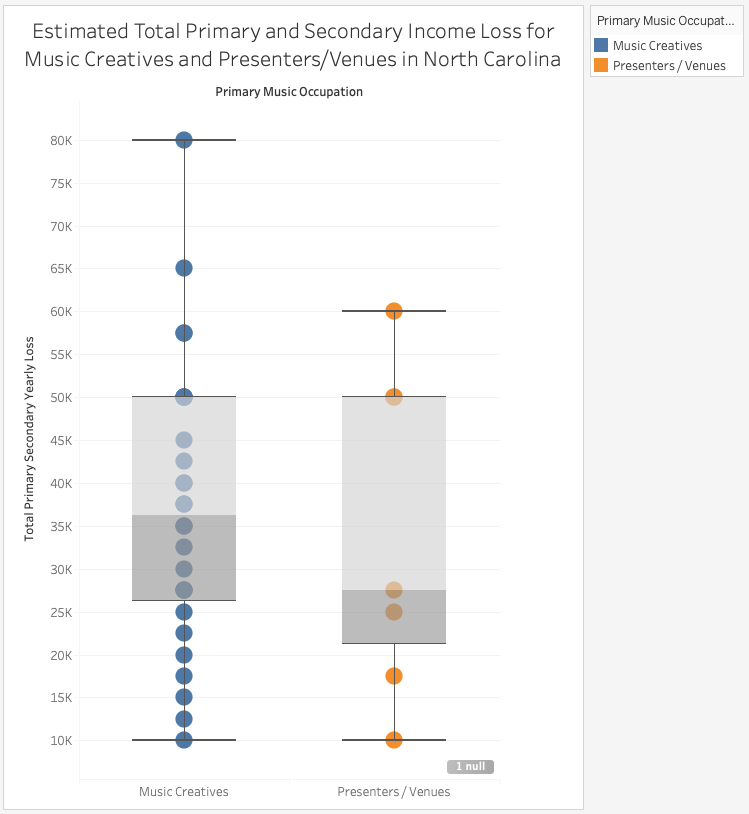 Estimated Total Primary and Secondary Income Loss for
Music Creatives and Presenters/Venues in North Carolina
Primary Music Occupation
80K
75K
70K
65K
60K
55K
50K
45K
40K
35K
30K
25K
20K
15K
10K
Total Primary Secondary Yearly Loss
1 null
Music Creatives
Presenters / Venues
Primary Music Occupat...
Music Creatives
Presenters / Venues